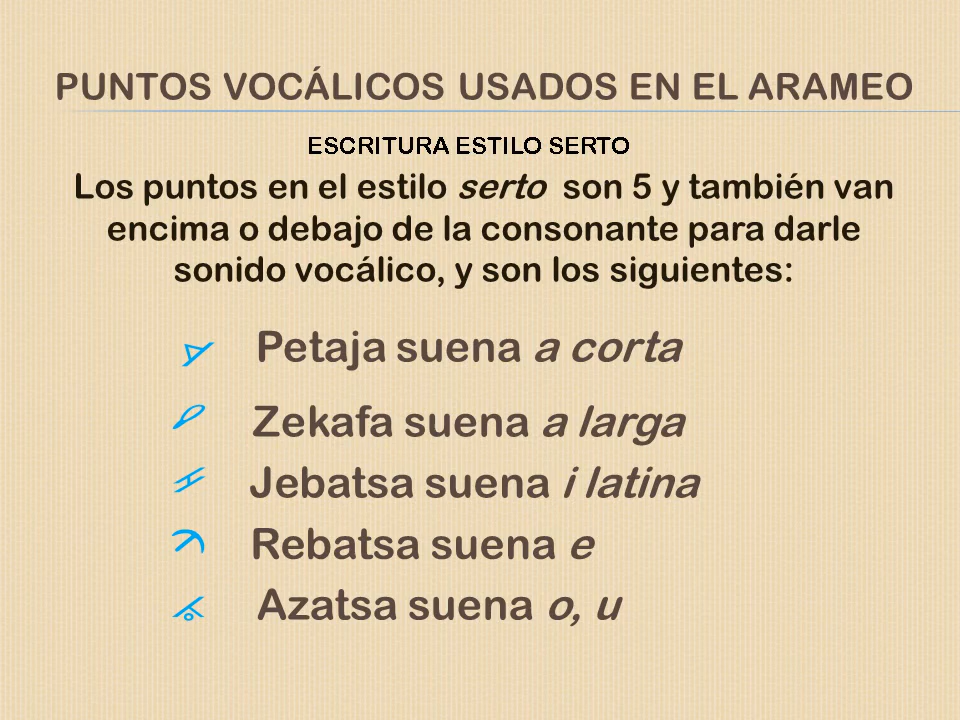 PUNTOS VOCÁLICOS USADOS EN EL ARAMEO
ESCRITURA ESTILO SERTO
Los puntos en el estilo serto son 5 y también van
encima o debajo de la consonante para darle
sonido vocálico, y son los siguientes:
ܰ Petaja suena a corta
ܳ Zekafa suena a larga
ܺ Jebatsa suena i latina
ܶ Rebatsa suena e
ܽ Azatsa suena o, u